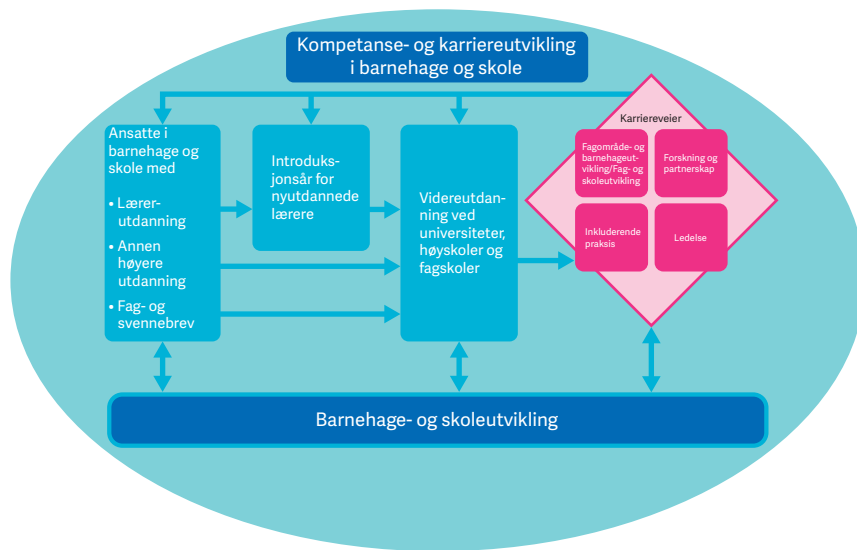 Kompetanse- og karriereutvikling
i barnehage og skole
Ansatte i
barnehage og
skole med
• Lærer-
utdanning
• Annen
høyere
utdanning
• Fag- og
svennebrev
Introduks-
jonsår for
nyutdannede
lærere
Videreutdan-
ning ved
universiteter,
høyskoler og
fagskoler
Karriereveier
Fagområde- og
barnehageut-
vikling/Fag- og
skoleutvikling
Forskning og
partnerskap
Inkluderende
praksis
Ledelse
Barnehage- og skoleutvikling